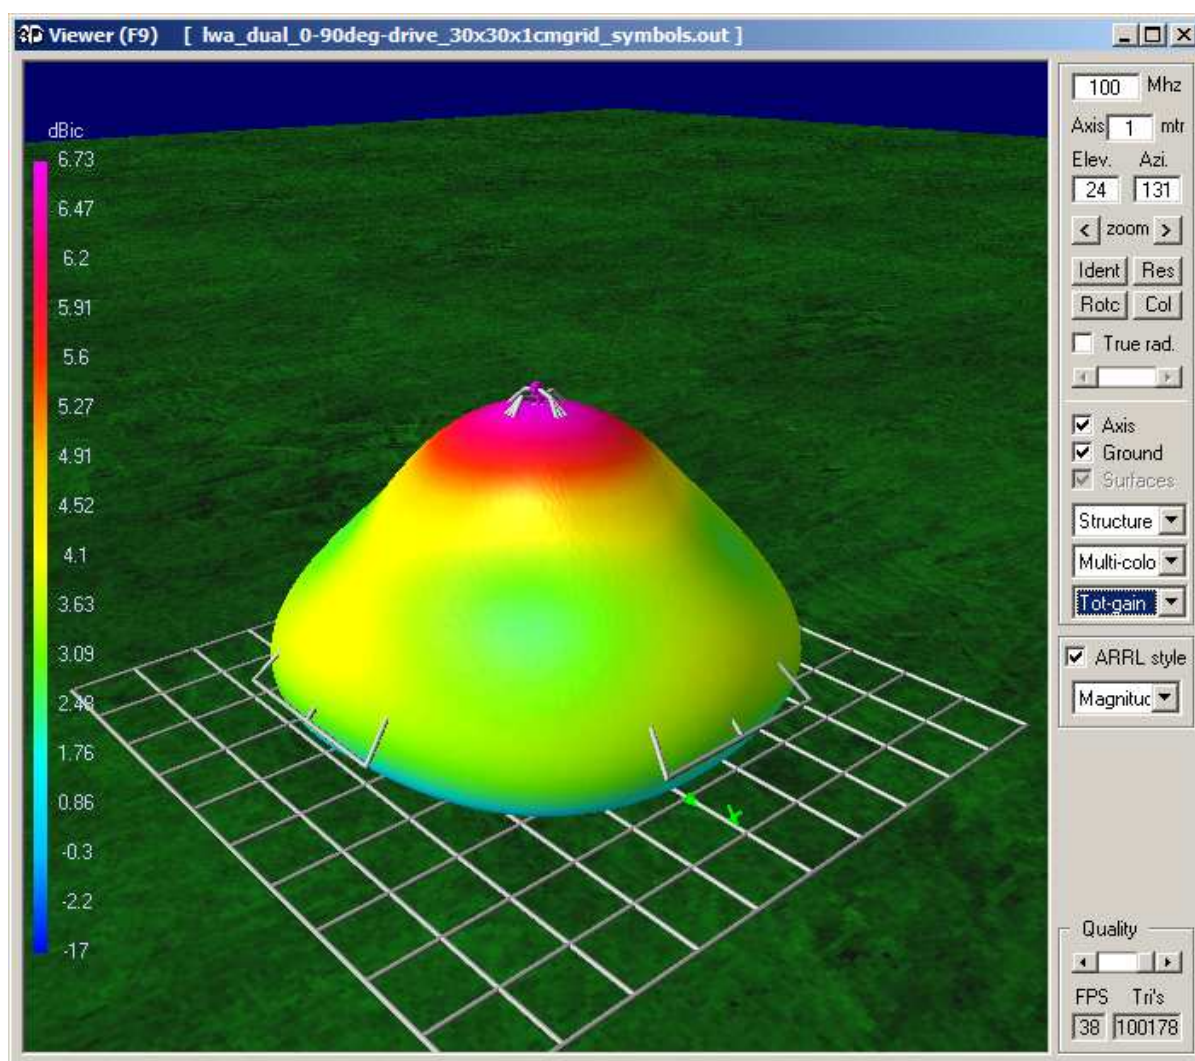 3D Viewer (F9) [ lwa_dual_0-90deg-drive_30x30x1cmgrid_symbols.out ]
dBic
6.73
6.47
6.2
5.91
5.6
5.27
4.91
4.52
4.1
3.63
3.09
2.48
1.76
0.86
-0.3
-2.2
-17
100 Mhz
Axis 1 mtr
Elev. Azi.
24 131
< zoom >
Ident Res
Rotc Col
True rad.
Axis
Ground
Surfaces
Structure
Multi-colo
Tot-gain
ARRL style
Magnituc
Quality
FPS Tri's
38 100178